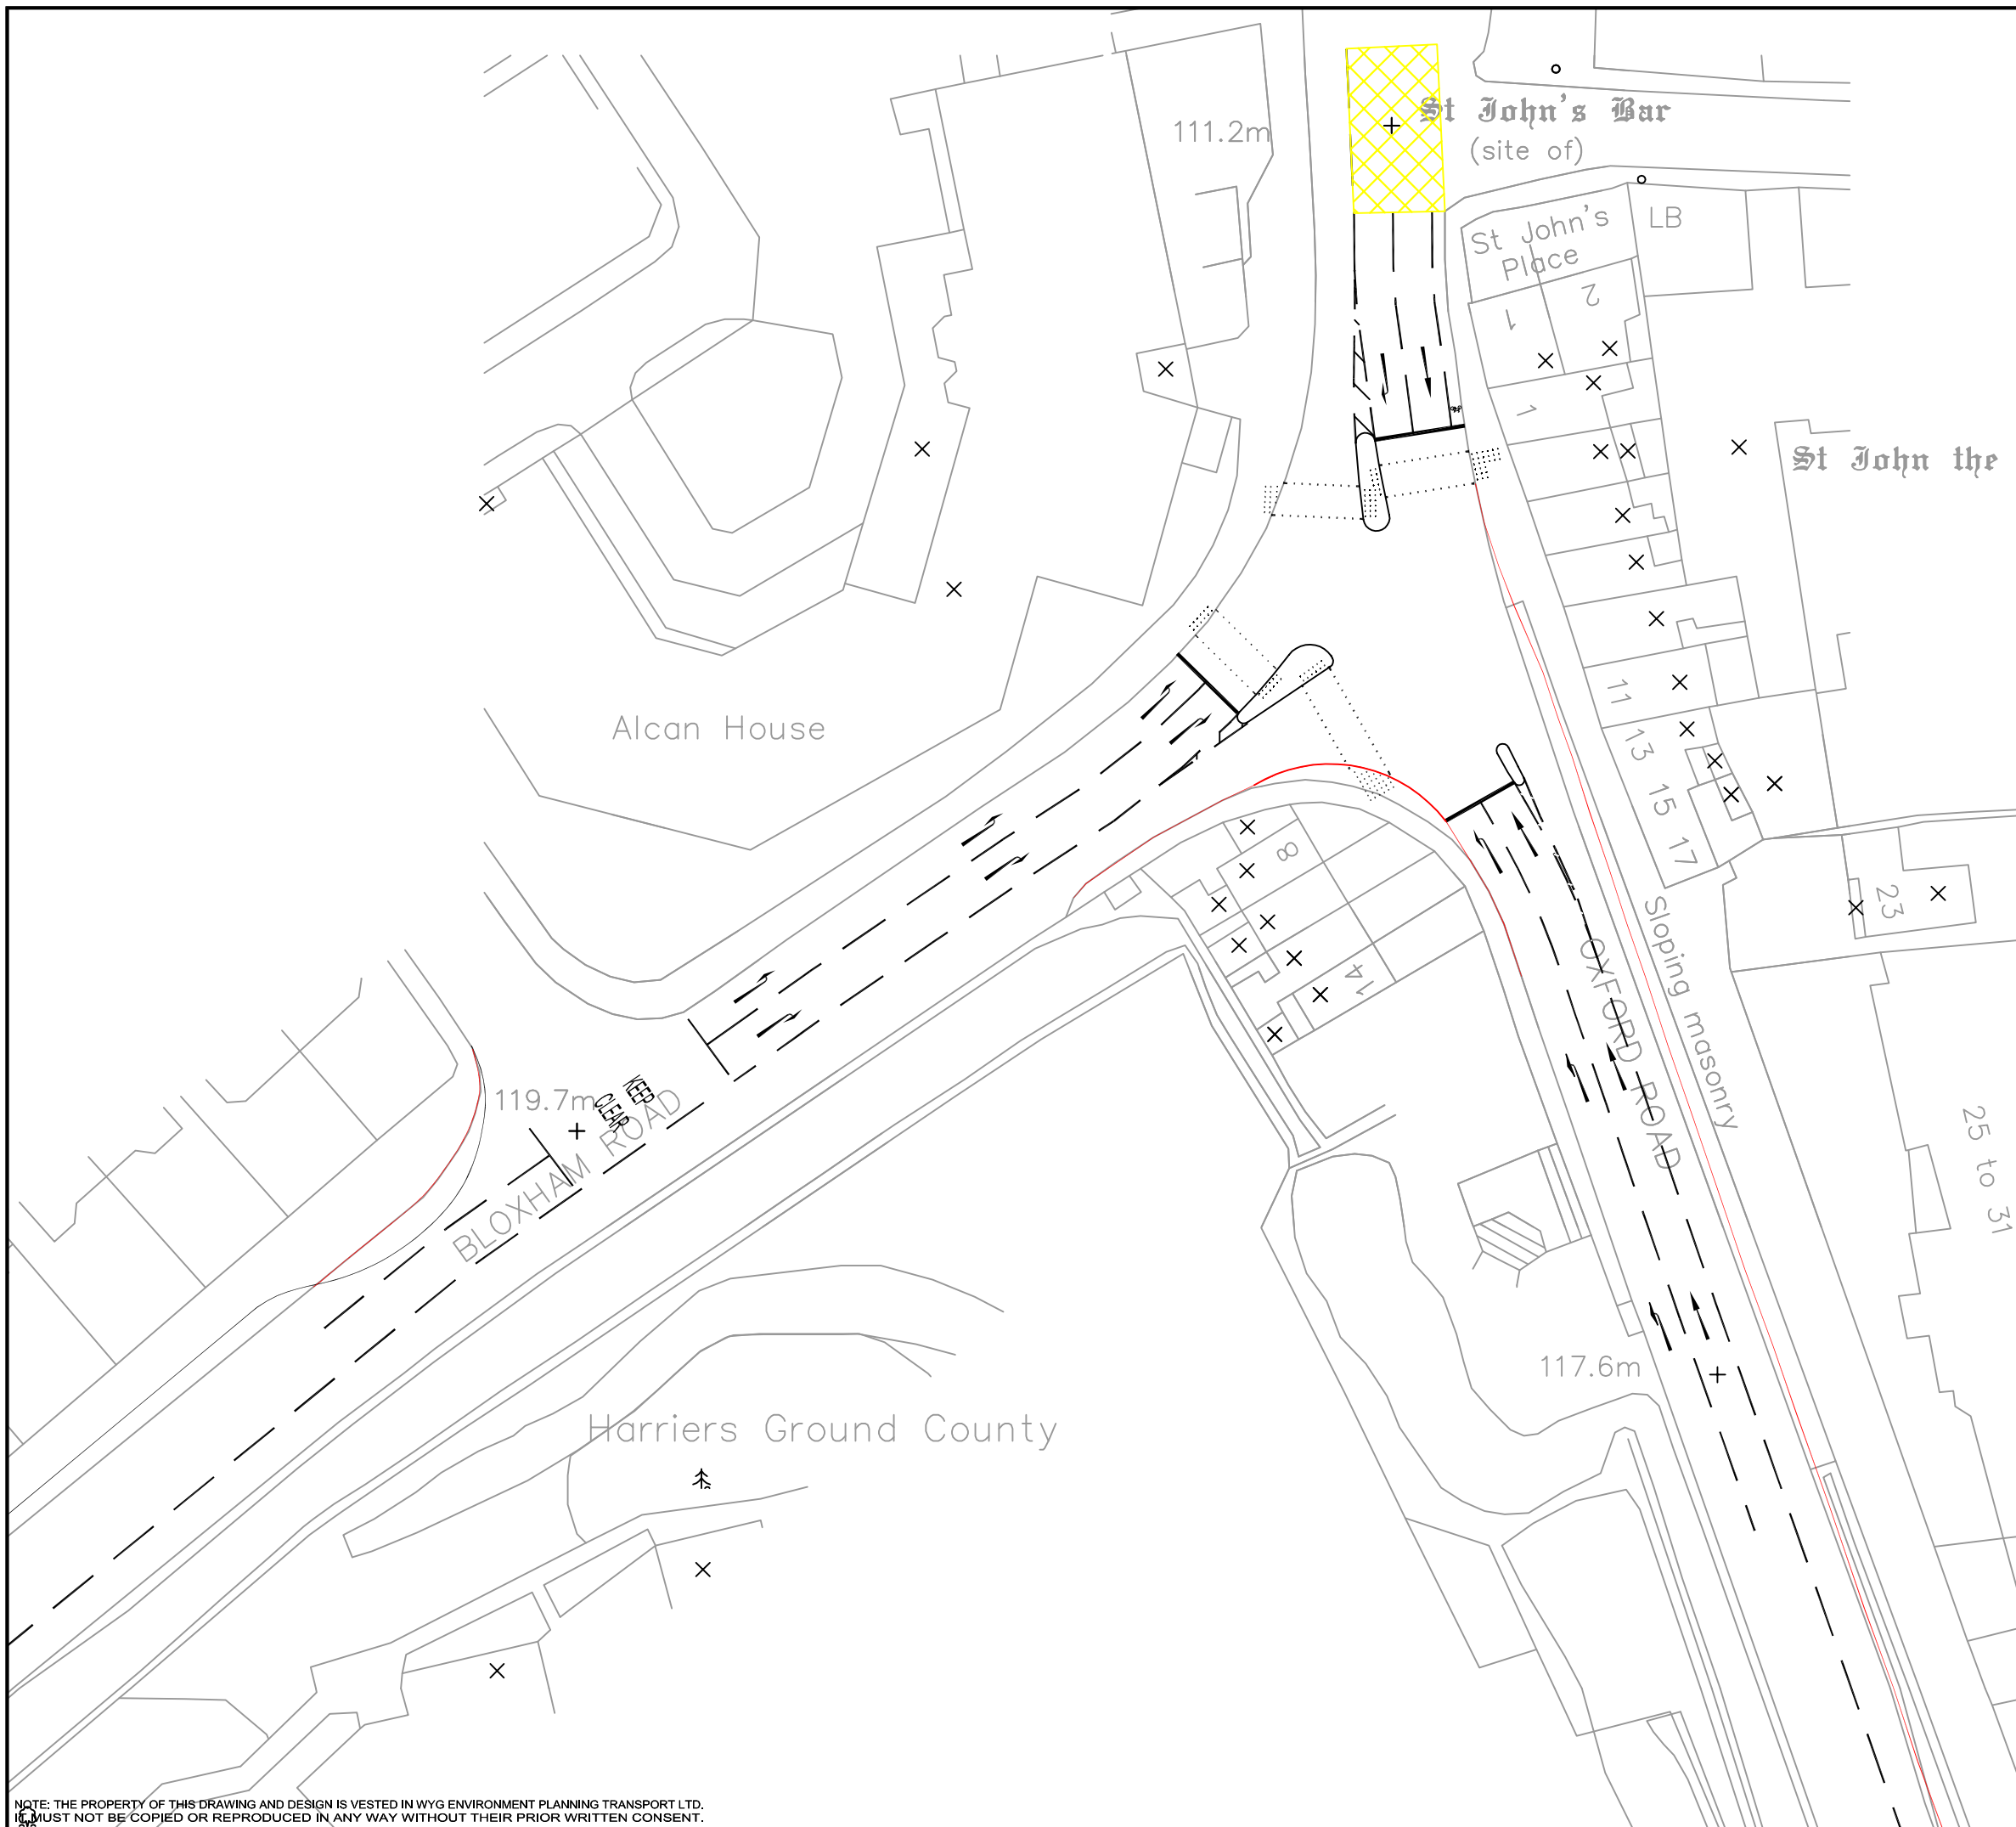 St John's Bar
(site of)
111.2m
St John's
Place
LB
1
2
1
St John the
11
13
15
17
23
25 to 31
Alcan House
8
14
OXFORD ROAD
Sloping masonry
119.7m
KEEP
CLEAR
BLOXHAM ROAD
117.6m
Harriers Ground County
NOTE: THE PROPERTY OF THIS DRAWING AND DESIGN IS VESTED IN WYG ENVIRONMENT PLANNING TRANSPORT LTD.
IT MUST NOT BE COPIED OR REPRODUCED IN ANY WAY WITHOUT THEIR PRIOR WRITTEN CONSENT.